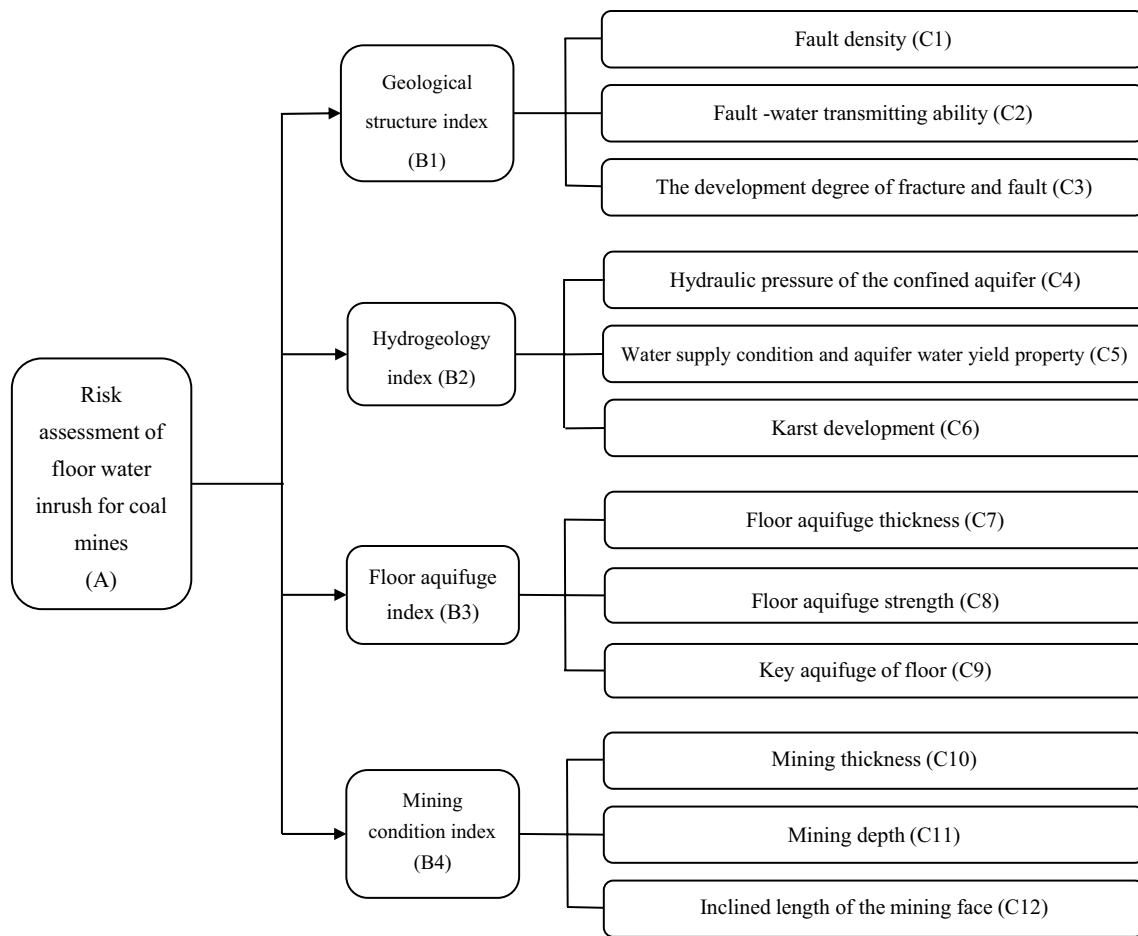 Risk
assessment of
floor water
inrush for coal
mines
(A)
Geological
structure index
(B1)
Fault density (C1)
Fault -water transmitting ability (C2)
The development degree of fracture and fault (C3)
Hydrogeology
index (B2)
Hydraulic pressure of the confined aquifer (C4)
Water supply condition and aquifer water yield property (C5)
Karst development (C6)
Floor aquifuge
index (B3)
Floor aquifuge thickness (C7)
Floor aquifuge strength (C8)
Key aquifuge of floor (C9)
Mining
condition index
(B4)
Mining thickness (C10)
Mining depth (C11)
Inclined length of the mining face (C12)